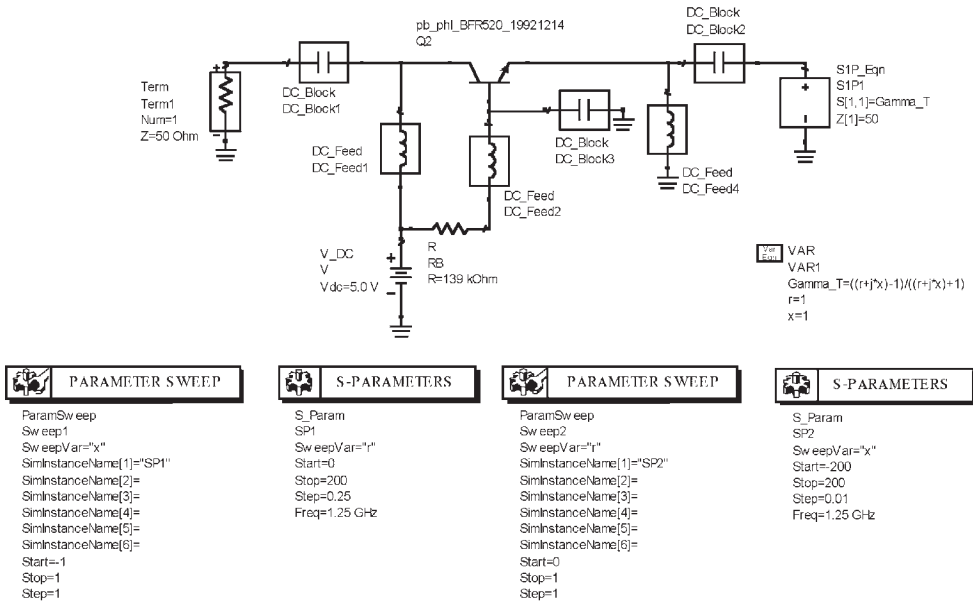 pb_phl_BFR520_19921214
Q2
DC_Block
DC_Block2
Term
Term1
Num=1
Z=50 Ohm
+
-
DC_Block
DC_Block1
DC_Feed
DC_Feed1
DC_Block
DC_Block3
DC_Feed
DC_Feed2
DC_Feed
DC_Feed4
+
-
S1P_Eqn
S1P1
S[1,1]=Gamma_T
Z[1]=50
V_DC
V
Vdc=5.0 V
+
-
R
RB
R=139 kOhm
Var
Eqn
VAR
VAR1
Gamma_T=((r+j*x)-1)/((r+j*x)+1)
r=1
x=1
PARAMETER SWEEP
ParamSweep
Sweep1
SweepVar="x"
SimInstanceName[1]="SP1"
SimInstanceName[2]=
SimInstanceName[3]=
SimInstanceName[4]=
SimInstanceName[5]=
SimInstanceName[6]=
Start=-1
Stop=1
Step=1
S-PARAMETERS
S_Param
SP1
SweepVar="r"
Start=0
Stop=200
Step=0.25
Freq=1.25 GHz
PARAMETER SWEEP
ParamSweep
Sweep2
SweepVar="r"
SimInstanceName[1]="SP2"
SimInstanceName[2]=
SimInstanceName[3]=
SimInstanceName[4]=
SimInstanceName[5]=
SimInstanceName[6]=
Start=0
Stop=1
Step=1
S-PARAMETERS
S_Param
SP2
SweepVar="x"
Start=-200
Stop=200
Step=0.01
Freq=1.25 GHz